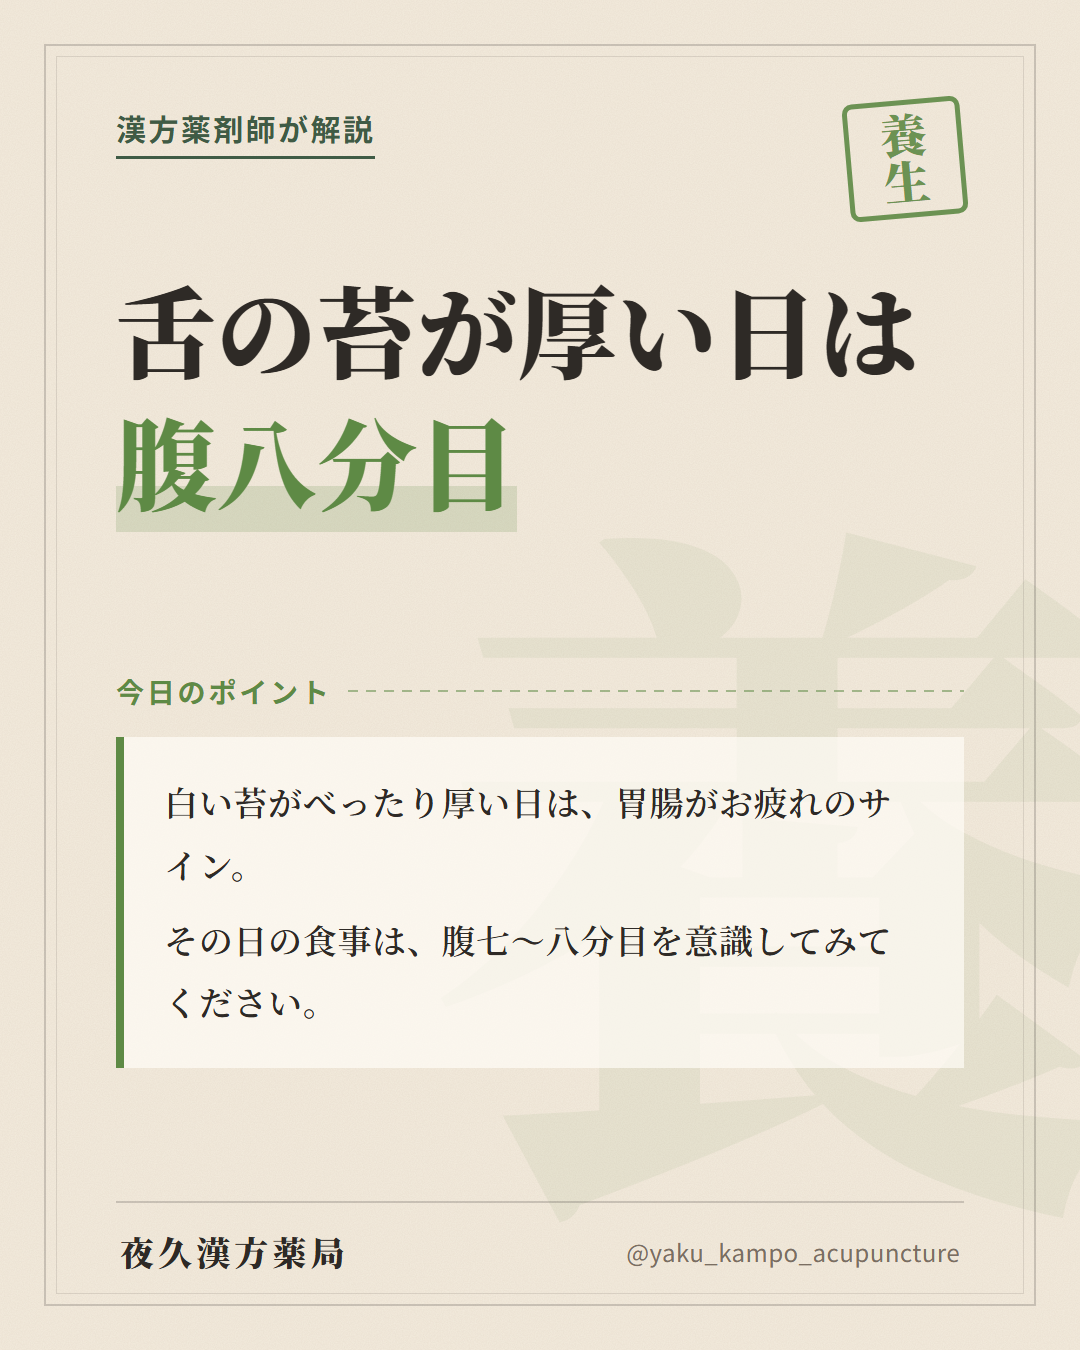 漢方薬剤師が解説
養生
舌の苔が厚い日は
腹八分目
今日のポイント
白い苔がべったり厚い日は、胃腸がお疲れのサ
イン。
その日の食事は、腹七〜八分目を意識してみて
ください。
夜久漢方薬局
@yaku_kampo_acupuncture
養